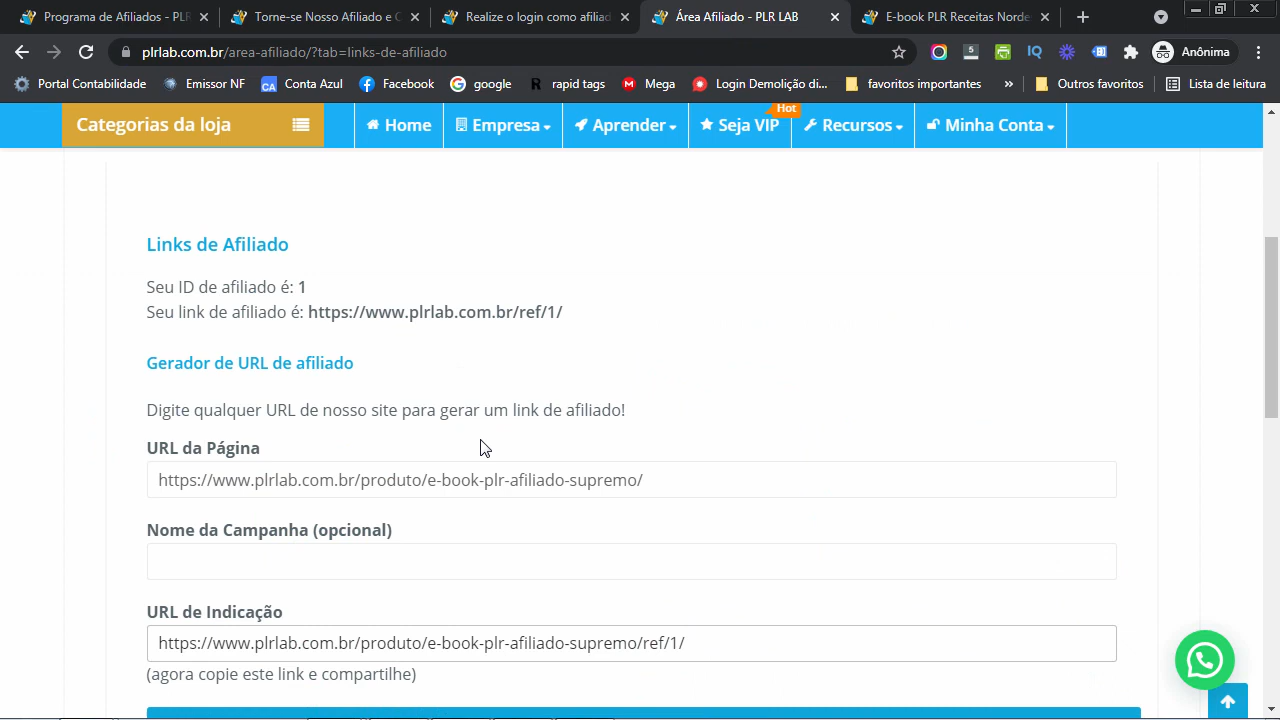 Programa de Afiliados - PLR
Torne-se Nosso Afiliado e C
Realize o login como afiliad
Área Afiliado - PLR LAB
E-book PLR Receitas Norde
plrlab.com.br/area-afiliado/?tab=links-de-afiliado
5
IQ
Anônima
Portal Contabilidade
Emissor NF
CA
Conta Azul
Facebook
google
R
rapid tags
M
Mega
Login Demolição di...
favoritos importantes
»
Outros favoritos
Lista de leitura
Categorias da loja
Home
Empresa
Aprender
Seja VIP
Hot
Recursos
Minha Conta
Links de Afiliado
Seu ID de afiliado é: 1
Seu link de afiliado é: https://www.plrlab.com.br/ref/1/
Gerador de URL de afiliado
Digite qualquer URL de nosso site para gerar um link de afiliado!
URL da Página
https://www.plrlab.com.br/produto/e-book-plr-afiliado-supremo/
Nome da Campanha (opcional)
URL de Indicação
https://www.plrlab.com.br/produto/e-book-plr-afiliado-supremo/ref/1/
(agora copie este link e compartilhe)